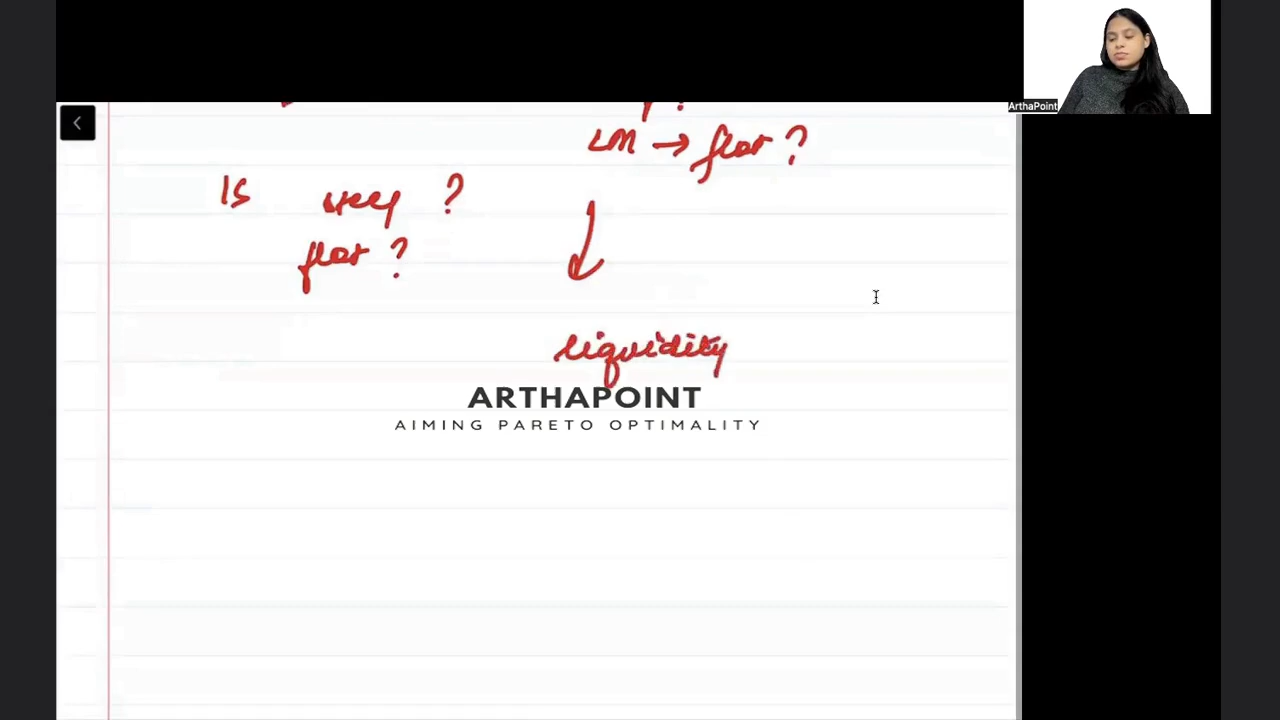 ArthaPoint
LM → flat ?
IS steep ?
flat ?
liquidity
ARTHAPOINT
AIMING PARETO OPTIMALITY